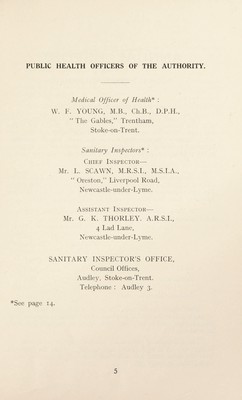 PUBLIC HEALTH OFFICERS OF THE AUTHORITY.
Medical Officer of Health* :
W. F. YOUNG, M.B., Ch.B., D.P.H.,
" The Gables," Trentham,
Stoke-on-Trent.
Sanitary Inspectors* :
CHIEF INSPECTOR—
Mr. L. SCAWN, M.R.S.I., M.S.I.A.,
" Oreston," Liverpool Road,
Newcastle-under-Lyme.
ASSISTANT INSPECTOR—
Mr. G. K. THORLEY. A.R.S.I.,
4 Lad Lane,
Newcastle-under-Lyme.
SANITARY INSPECTOR'S OFFICE,
Council Offices,
Audley, Stoke-on-Trent.
Telephone : Audley 3.
*See page 14.
5